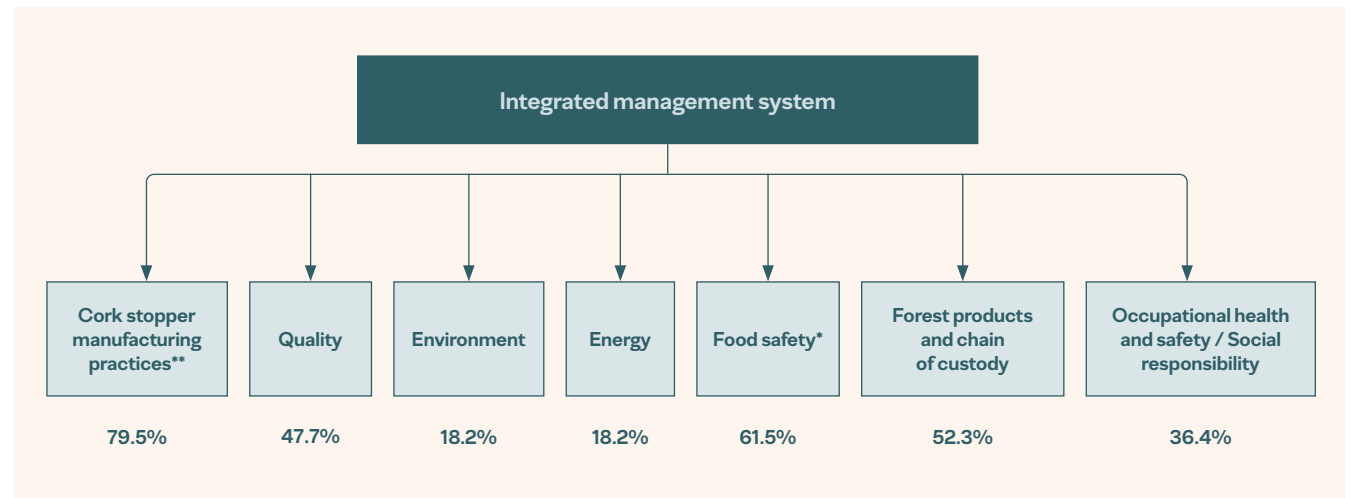 Integrated management system
Cork stopper
manufacturing
practices**
Quality
Environment
Energy
Food safety*
Forest products
and chain
of custody
Occupational health
and safety / Social
responsibility
79.5%
47.7%
18.2%
18.2%
61.5%
52.3%
36.4%